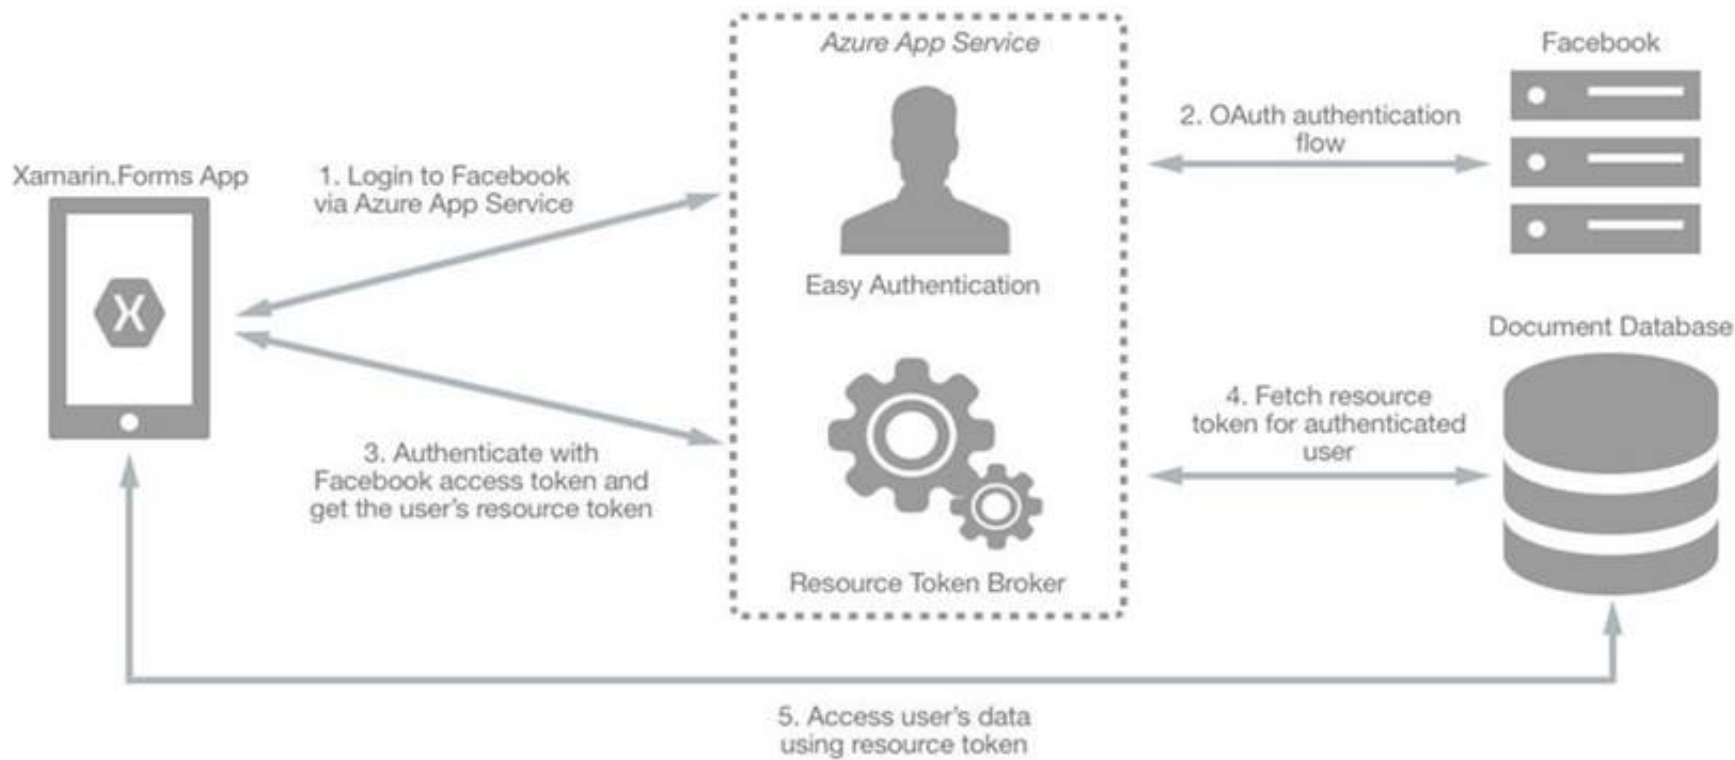 Azure App Service
Facebook
2. OAuth authentication
flow
Xamarin.Forms App
1. Login to Facebook
via Azure App Service
X
Easy Authentication
Document Database
4. Fetch resource
token for authenticated
user
3. Authenticate with
Facebook access token and
get the user's resource token
Resource Token Broker
5. Access user's data
using resource token